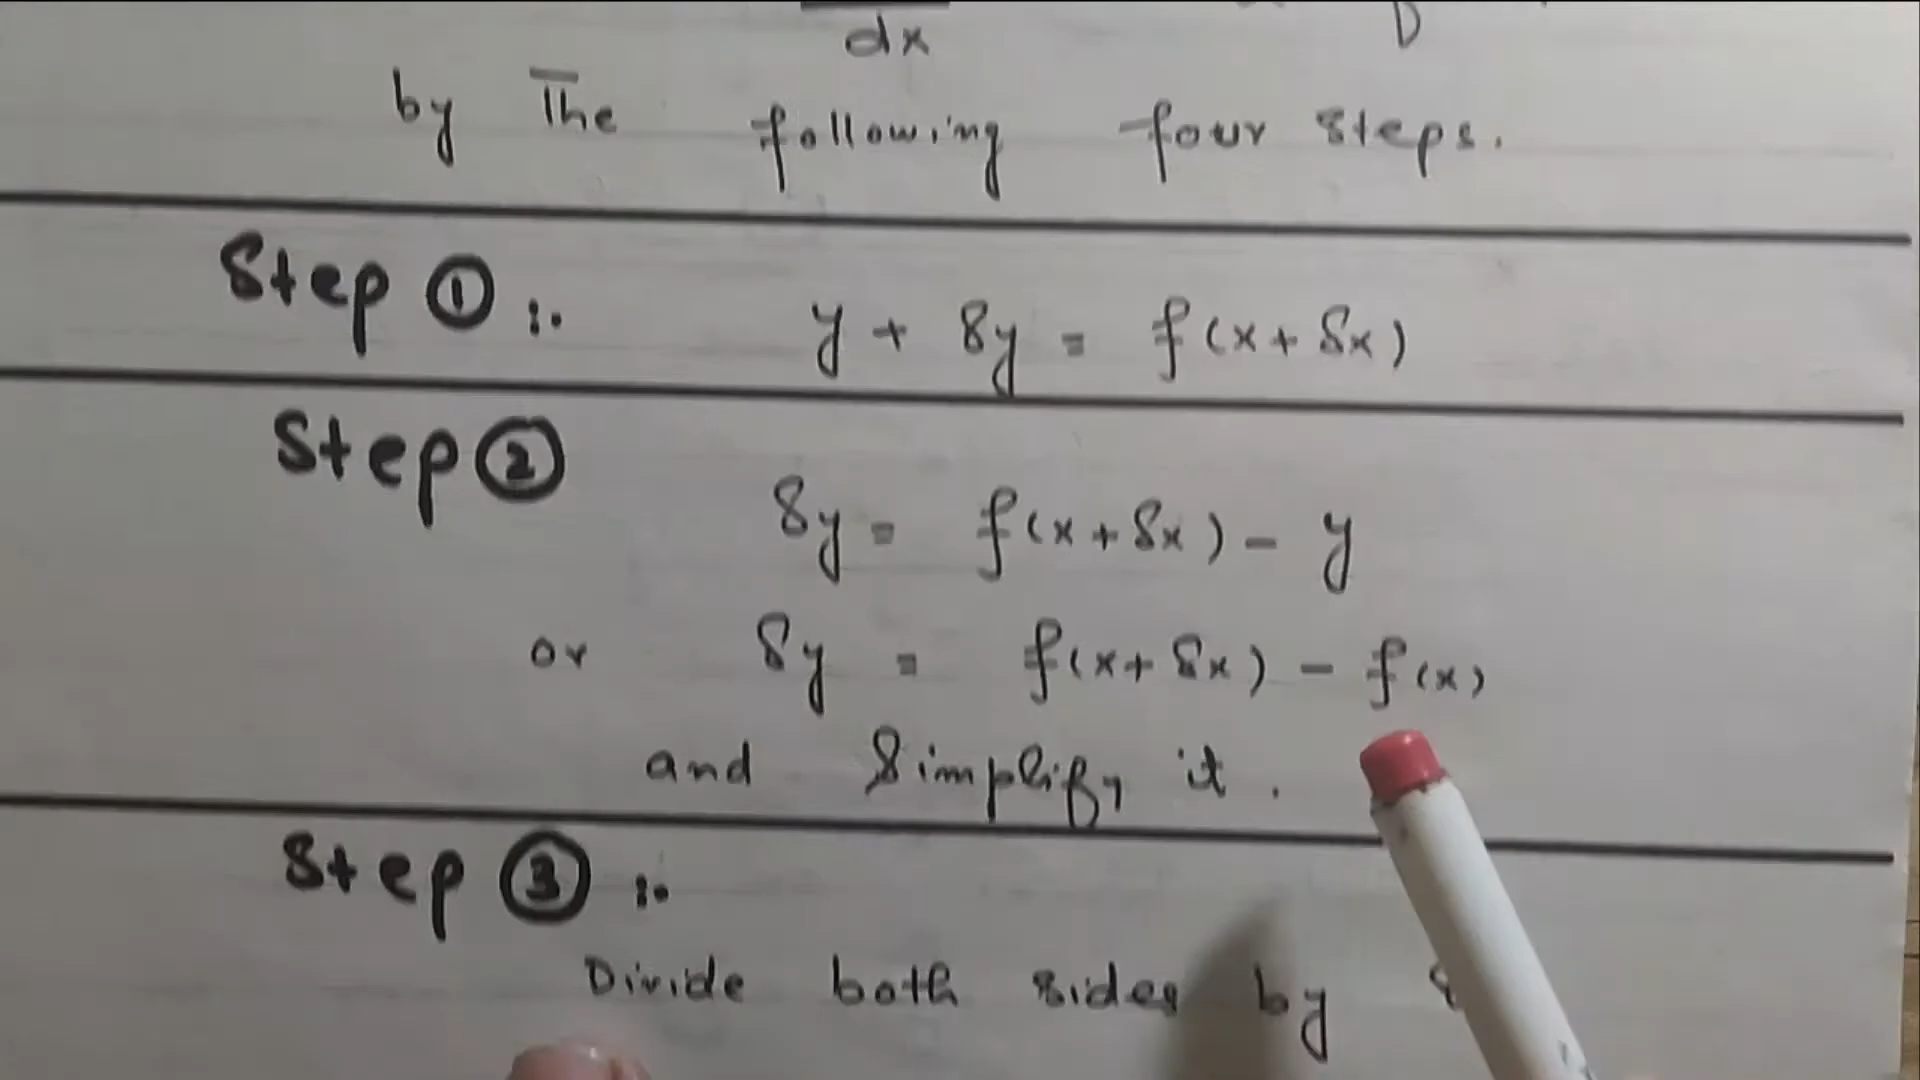 dx
by The following four steps.
Step ① :.
y + δy = f(x + δx)
Step ②
δy = f(x + δx) - y
or δy = f(x + δx) - f(x)
and Simplify it.
Step ③ :.
Divide both sides by